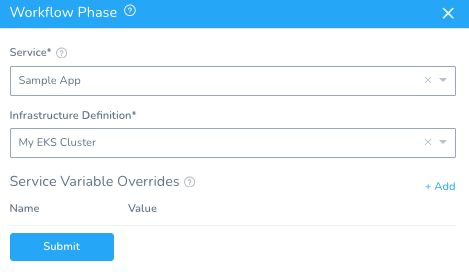 Workflow Phase
Service*
Sample App
Infrastructure Definition*
My EKS Cluster
Service Variable Overrides
+ Add
Name Value
Submit